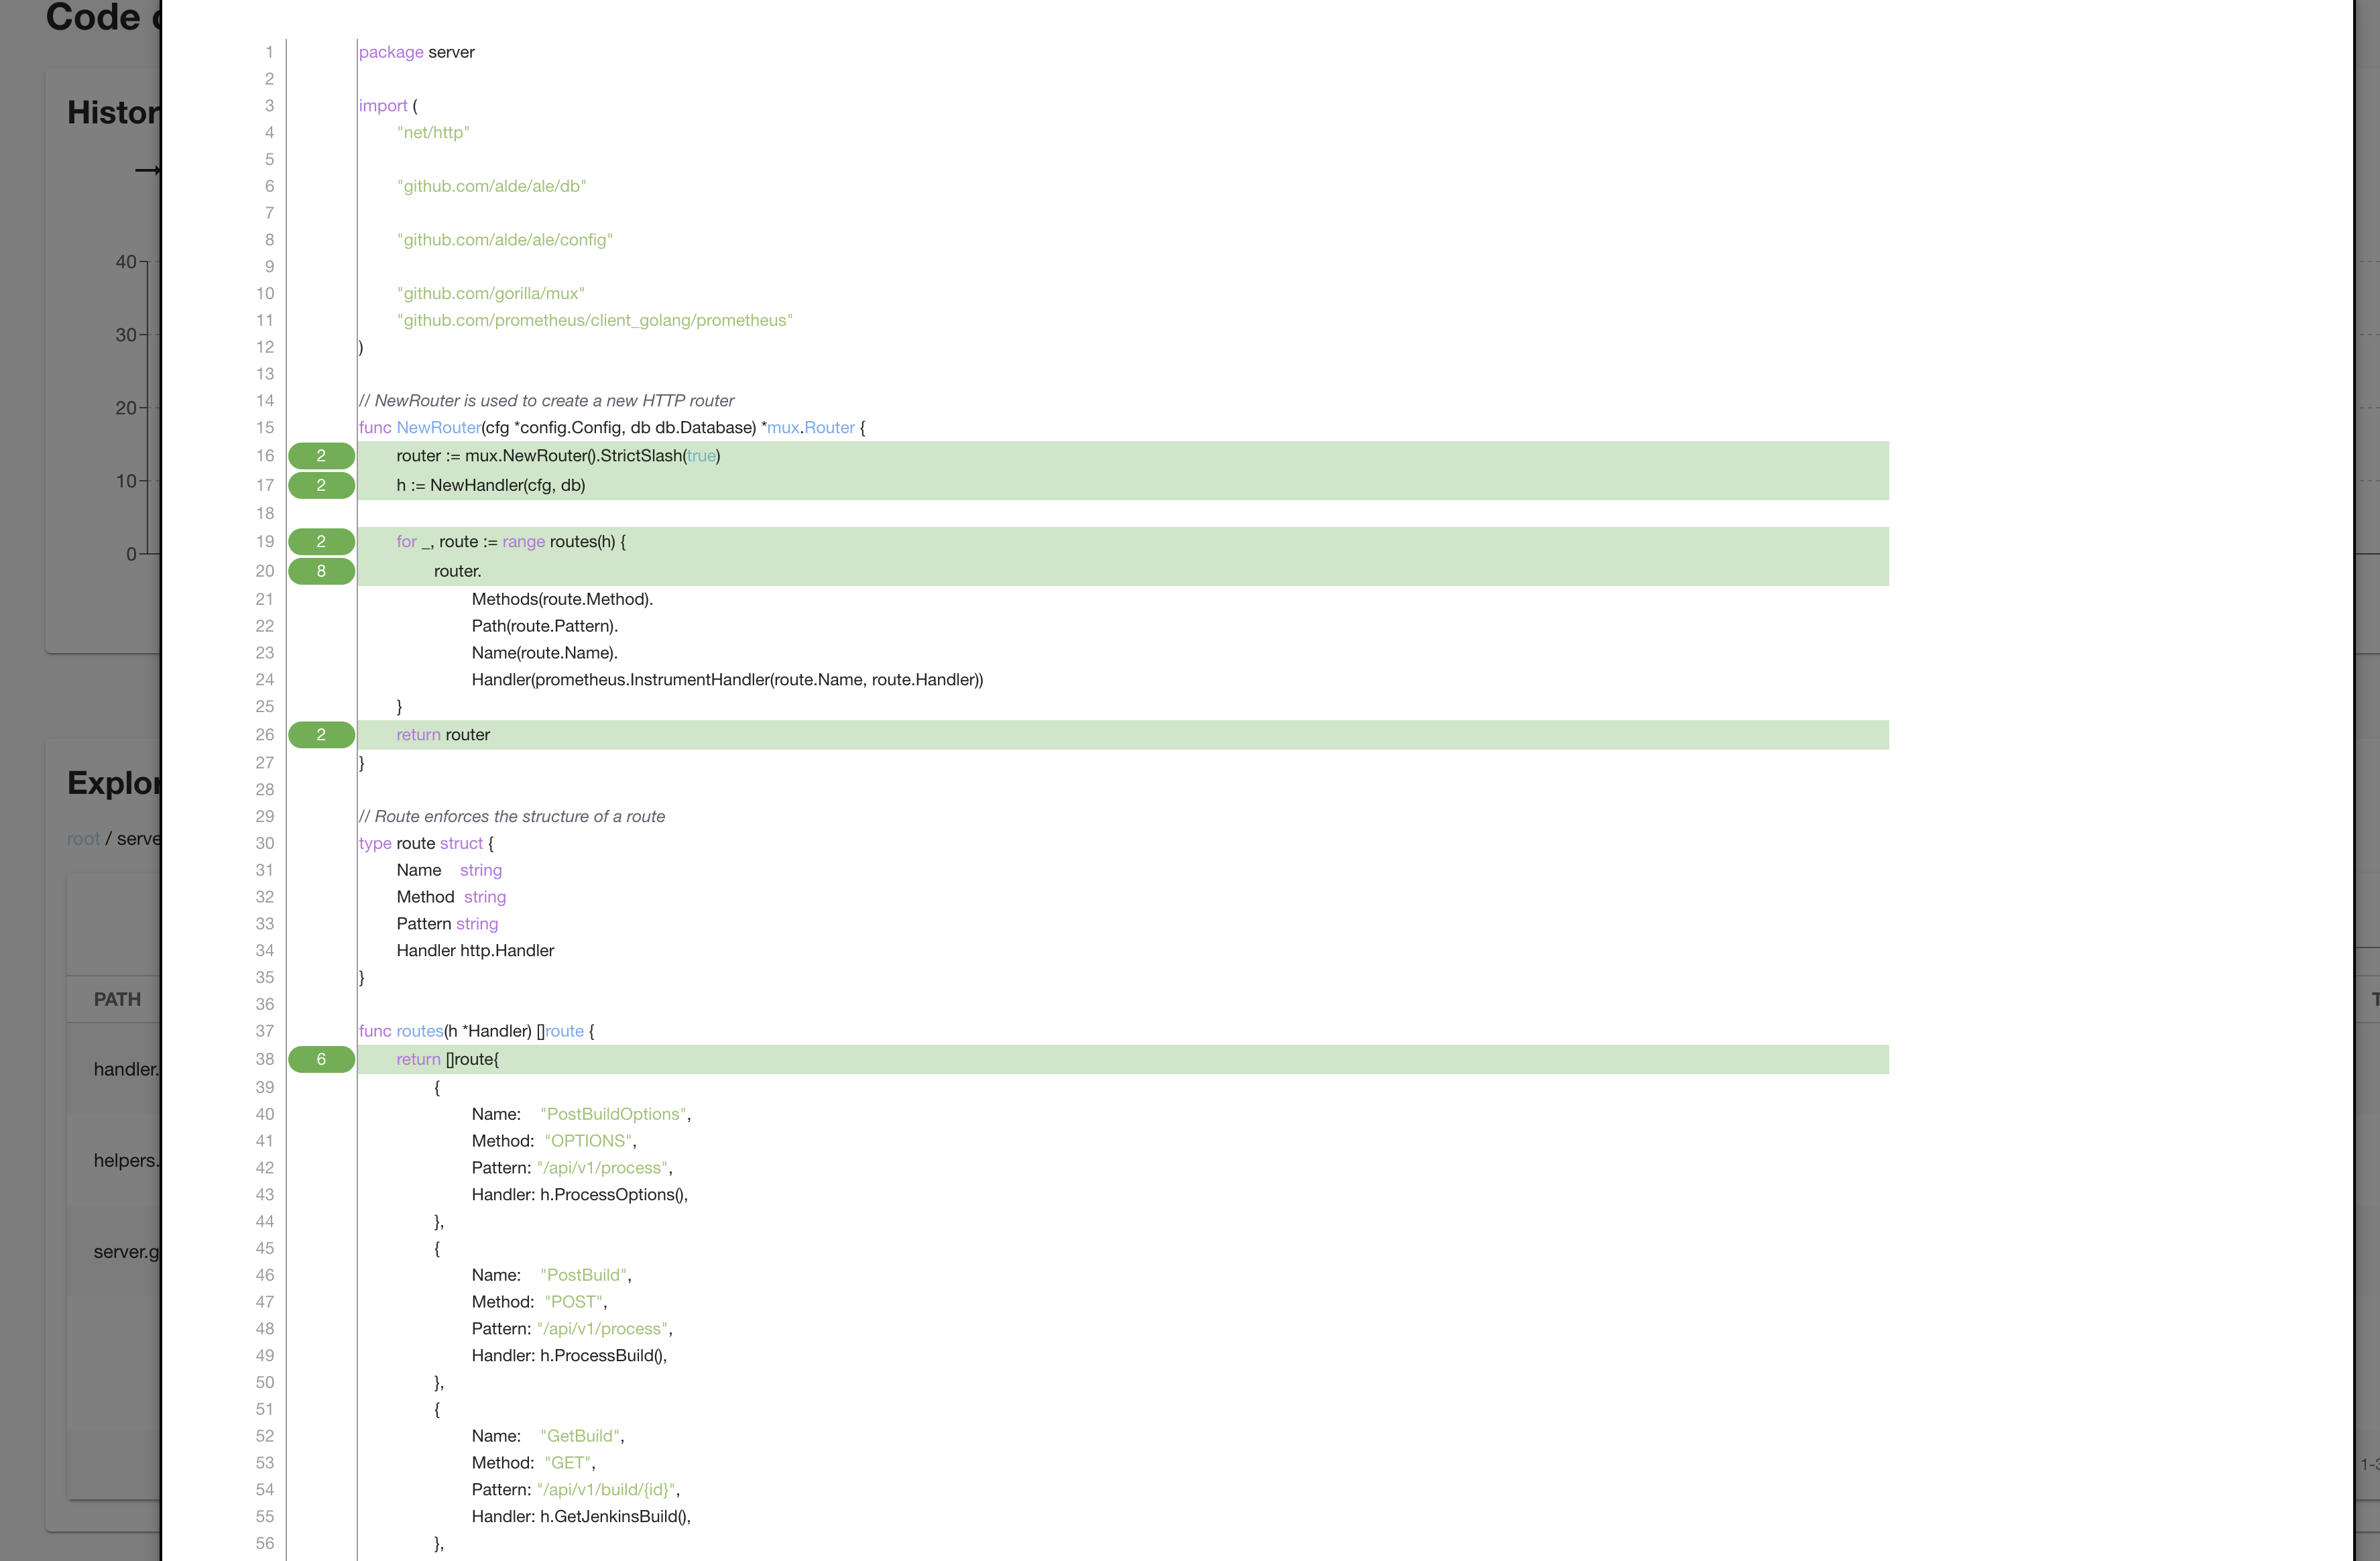 Code
Histor
40
30
20
10
0
Explor
root / serve
PATH
handler.
helpers.
server.g
1 package server
2
3 import (
4 "net/http"
5
6 "github.com/alde/ale/db"
7
8 "github.com/alde/ale/config"
9
10 "github.com/gorilla/mux"
11 "github.com/prometheus/client_golang/prometheus"
12 )
13
14 // NewRouter is used to create a new HTTP router
15 func NewRouter(cfg *config.Config, db db.Database) *mux.Router {
16 2 router := mux.NewRouter().StrictSlash(true)
17 2 h := NewHandler(cfg, db)
18
19 2 for _, route := range routes(h) {
20 8 router.
21 Methods(route.Method).
22 Path(route.Pattern).
23 Name(route.Name).
24 Handler(prometheus.InstrumentHandler(route.Name, route.Handler))
25 }
26 2 return router
27 }
28
29 // Route enforces the structure of a route
30 type route struct {
31 Name string
32 Method string
33 Pattern string
34 Handler http.Handler
35 }
36
37 func routes(h *Handler) []route {
38 6 return []route{
39 {
40 Name: "PostBuildOptions",
41 Method: "OPTIONS",
42 Pattern: "/api/v1/process",
43 Handler: h.ProcessOptions(),
44 },
45 {
46 Name: "PostBuild",
47 Method: "POST",
48 Pattern: "/api/v1/process",
49 Handler: h.ProcessBuild(),
50 },
51 {
52 Name: "GetBuild",
53 Method: "GET",
54 Pattern: "/api/v1/build/{id}",
55 Handler: h.GetJenkinsBuild(),
56 },